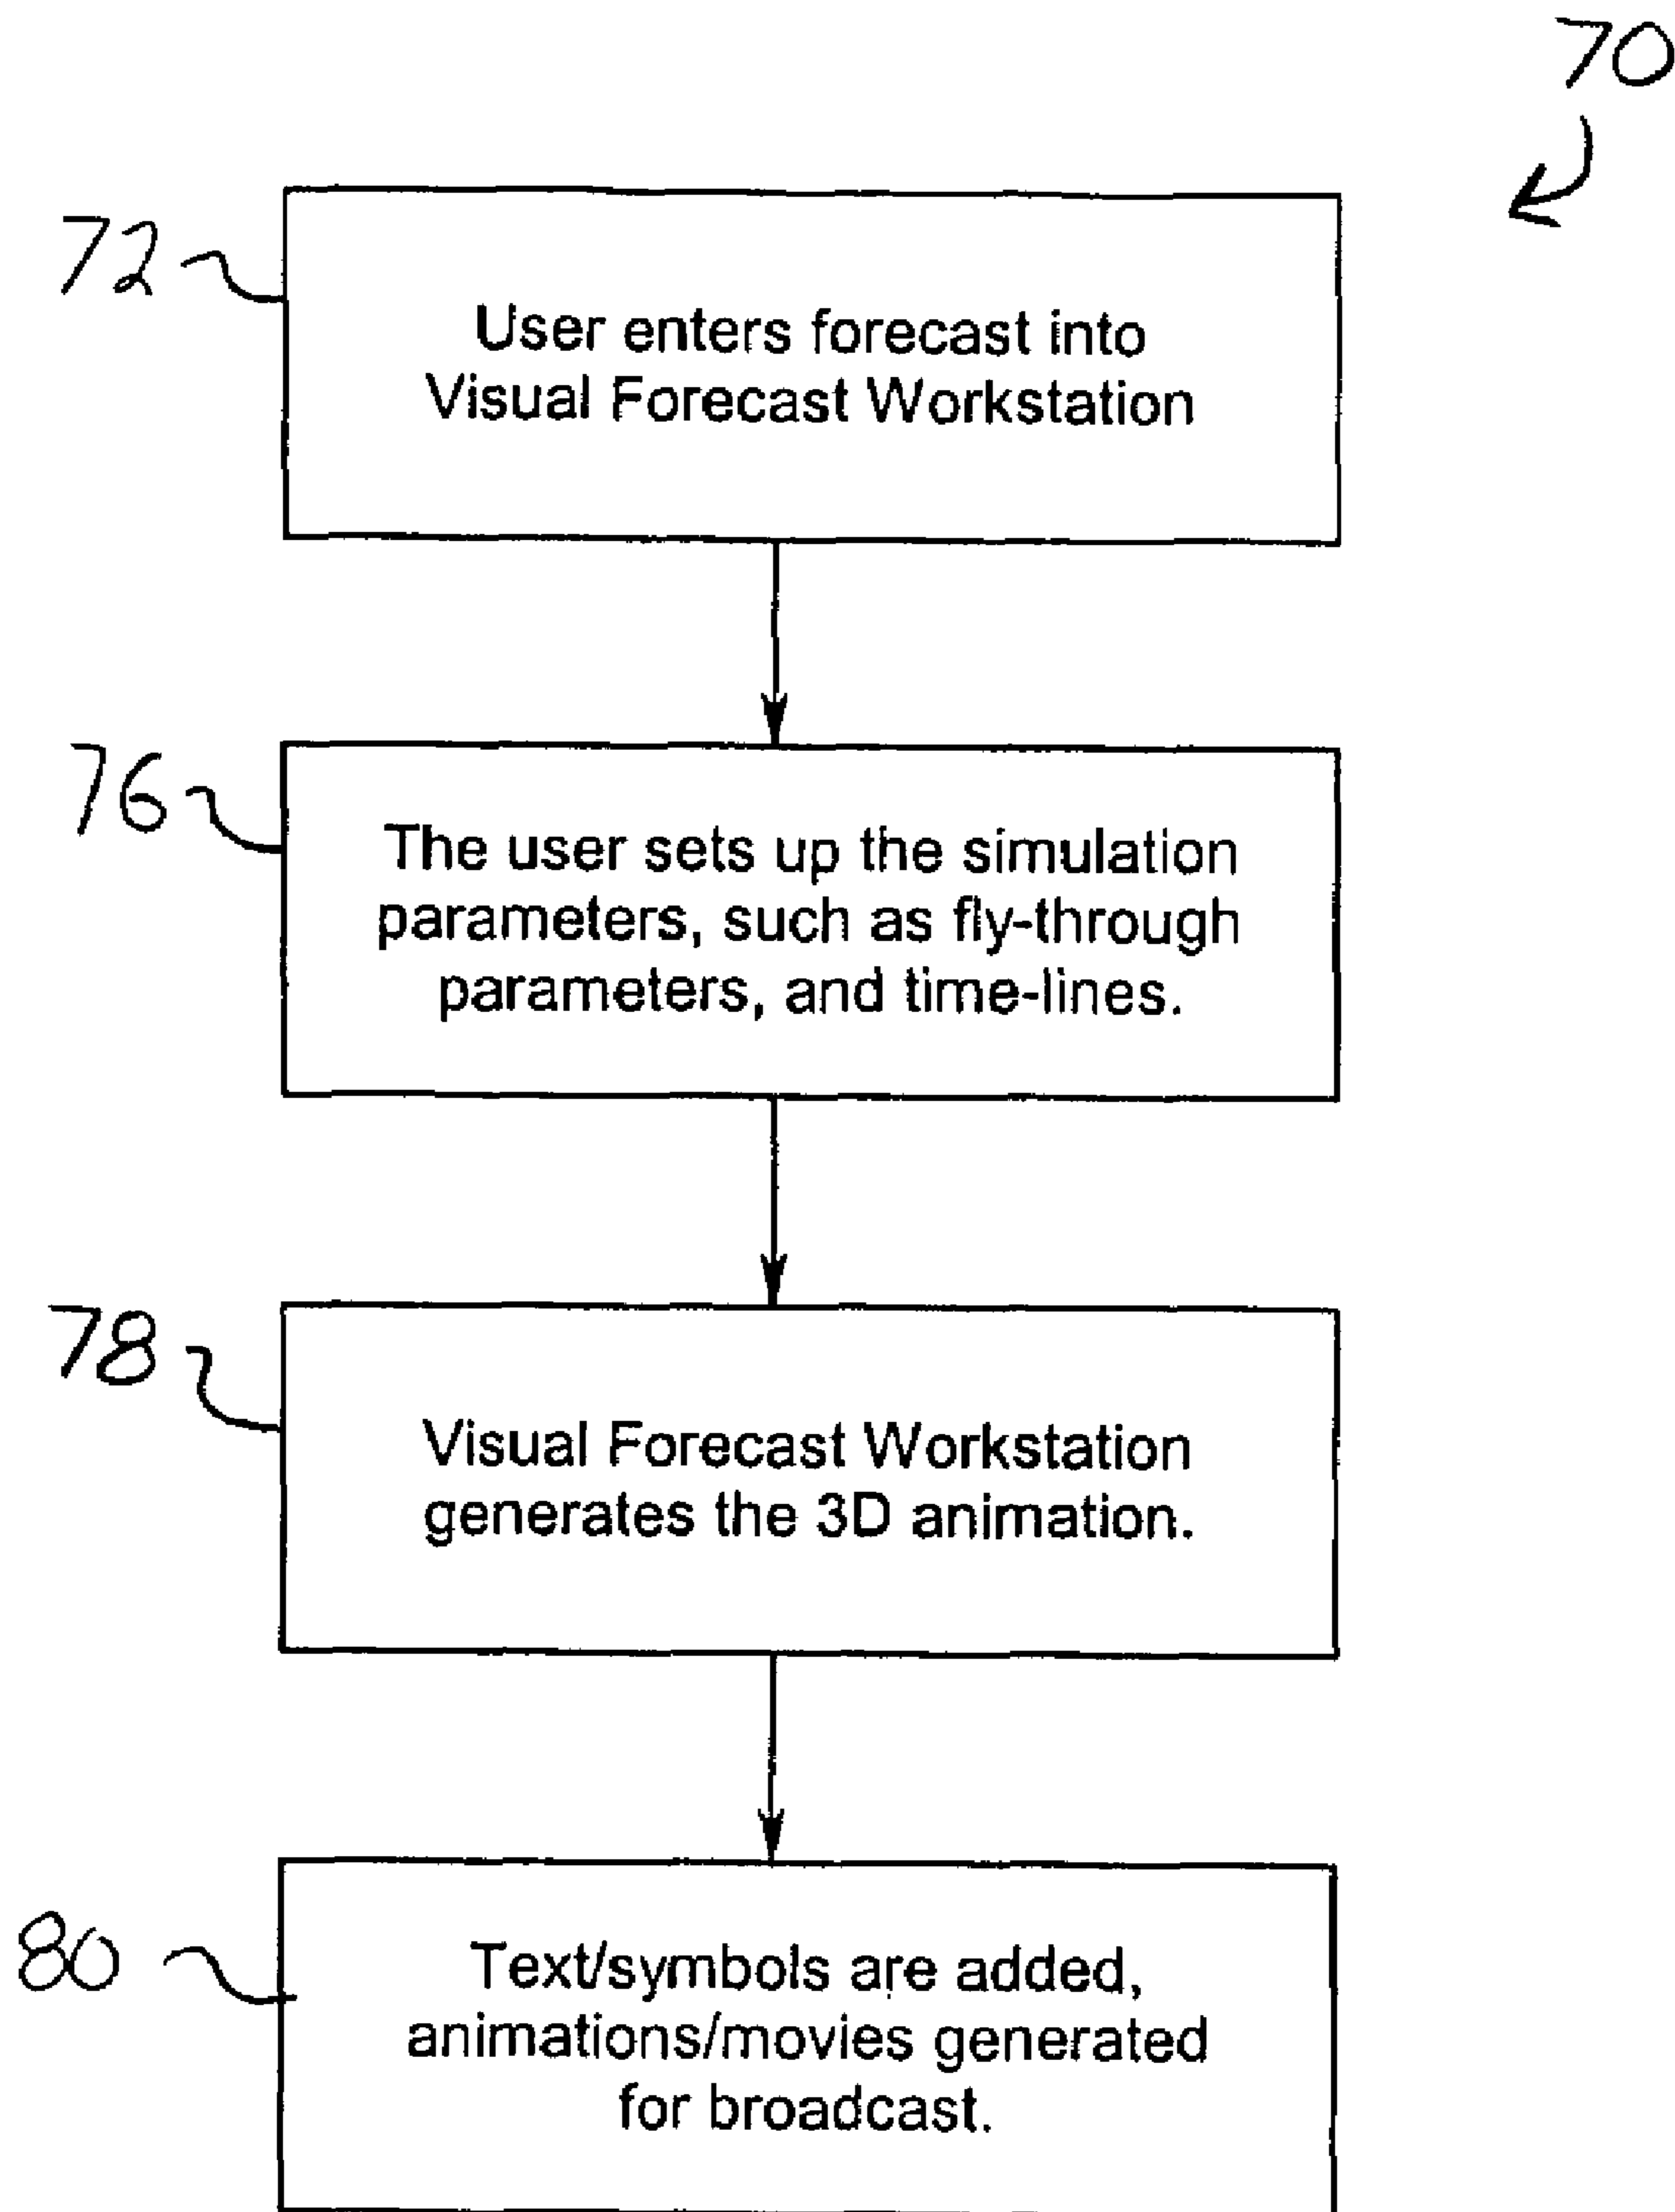 70
72
User enters forecast into
Visual Forecast Workstation
76
The user sets up the simulation
parameters, such as fly-through
parameters, and time-lines.
78
Visual Forecast Workstation
generates the 3D animation.
80
Text/symbols are added,
animations/movies generated
for broadcast.